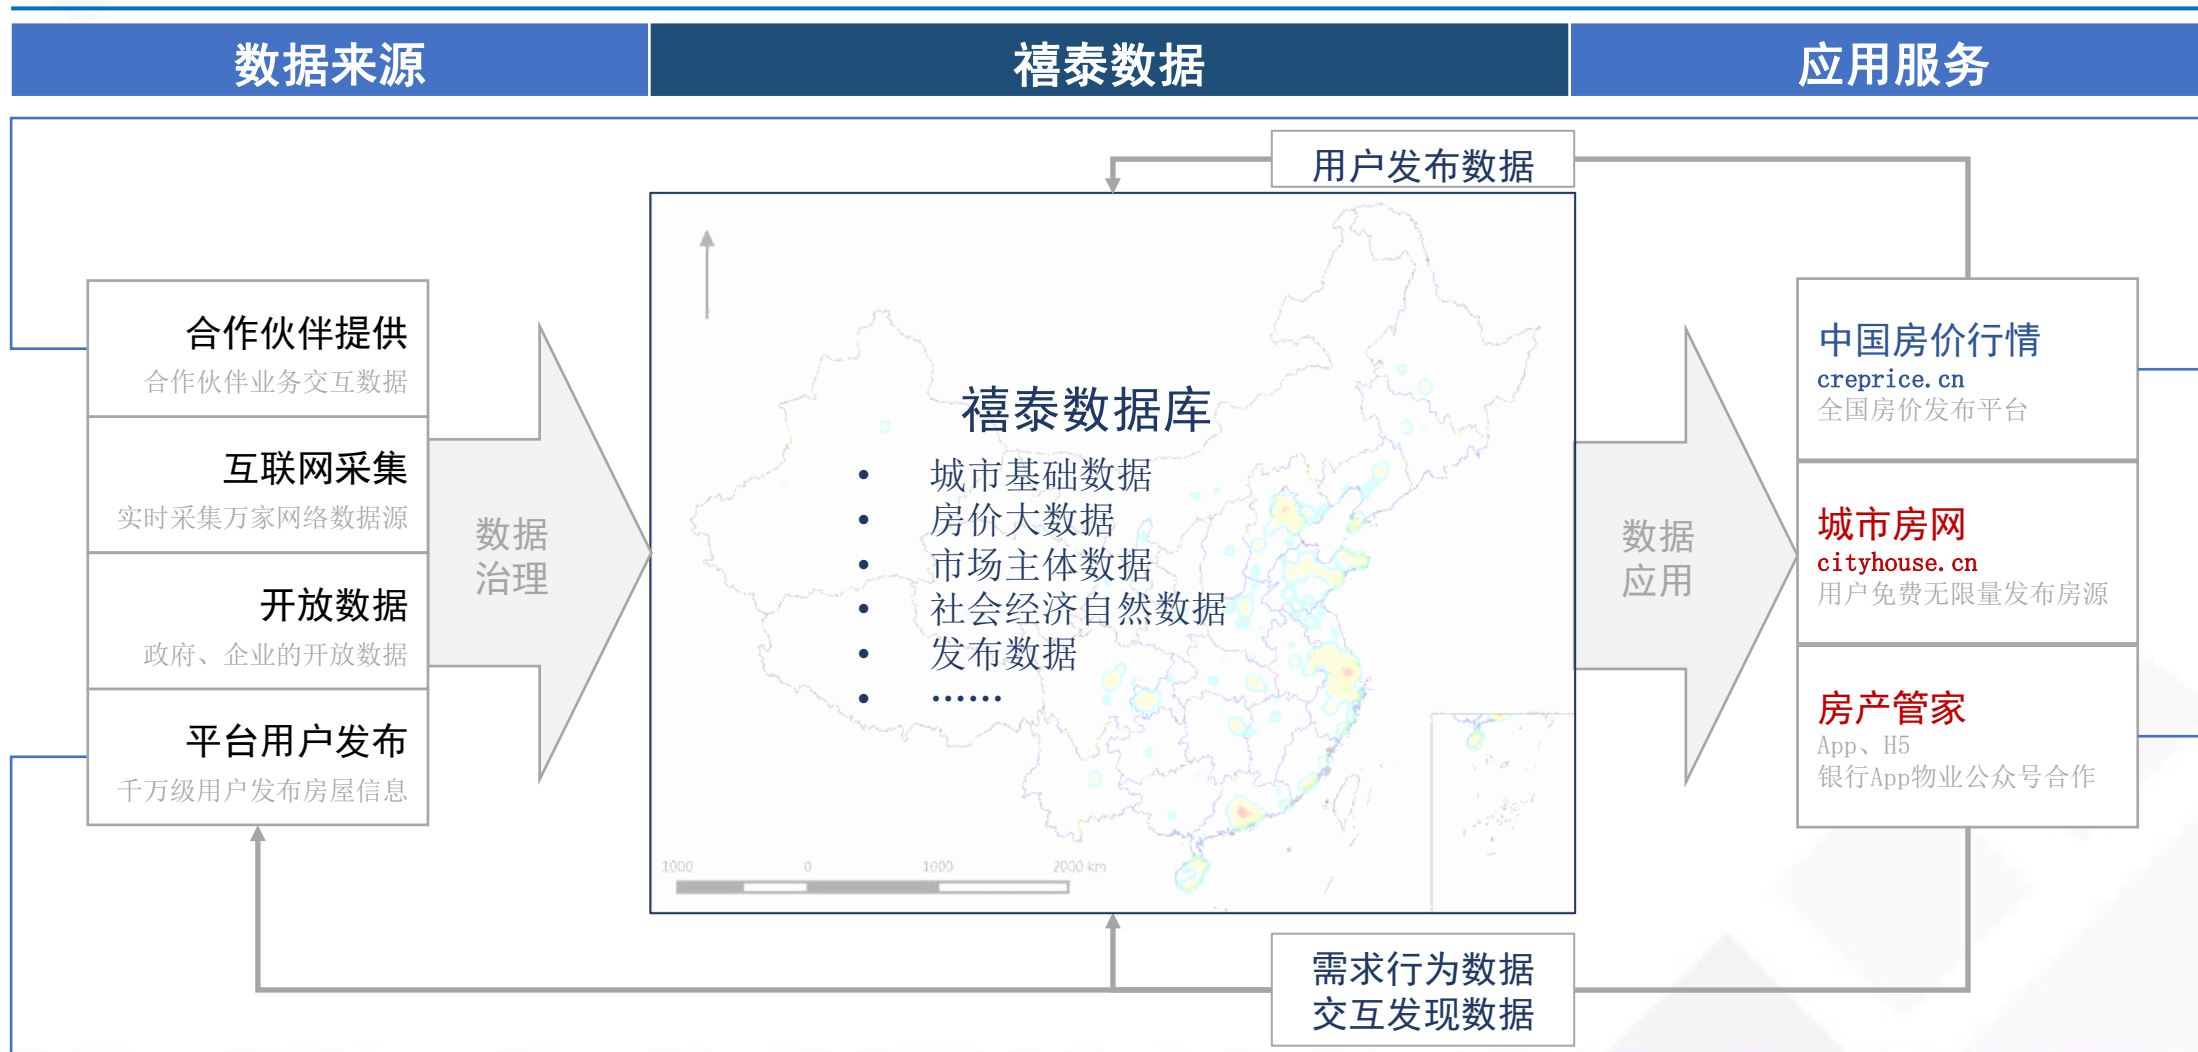 数据来源
禧泰数据
应用服务
用户发布数据
合作伙伴提供
合作伙伴业务交互数据
互联网采集
实时采集万家网络数据源
开放数据
政府、企业的开放数据
平台用户发布
千万级用户发布房屋信息
数据
治理
禧泰数据库
• 城市基础数据
• 房价大数据
• 市场主体数据
• 社会经济自然数据
• 发布数据
• ……
1000 0 1000 2000 km
数据
应用
中国房价行情
creprice.cn
全国房价发布平台
城市房网
cityhouse.cn
用户免费无限量发布房源
房产管家
App、H5
银行App物业公众号合作
需求行为数据
交互发现数据